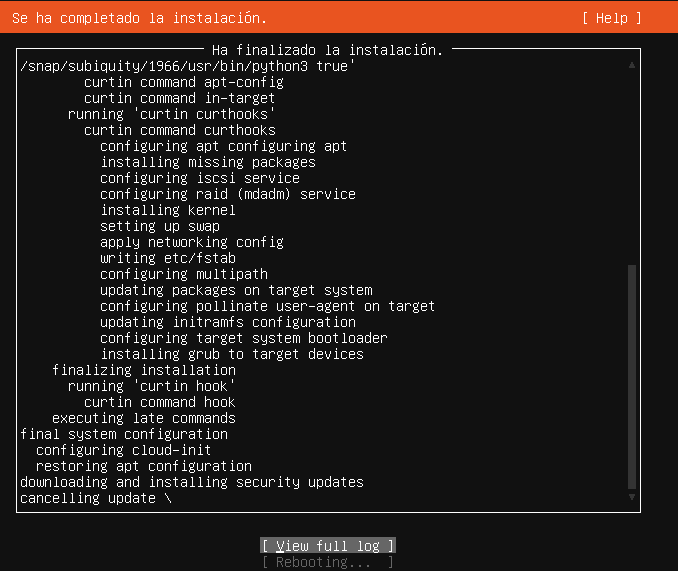 Se ha completado la instalación. [ Help ]
Ha finalizado la instalación.
/snap/subiquity/1966/usr/bin/python3 true'
curtin command apt-config
curtin command in-target
running 'curtin curthooks'
curtin command curthooks
configuring apt configuring apt
installing missing packages
configuring iscsi service
configuring raid (mdadm) service
installing kernel
setting up swap
apply networking config
writing etc/fstab
configuring multipath
updating packages on target system
configuring pollinate user-agent on target
updating initramfs configuration
configuring target system bootloader
installing grub to target devices
finalizing installation
running 'curtin hook'
curtin command hook
executing late commands
final system configuration
configuring cloud-init
restoring apt configuration
downloading and installing security updates
cancelling update \
[ View full log ]
[ Rebooting... ]